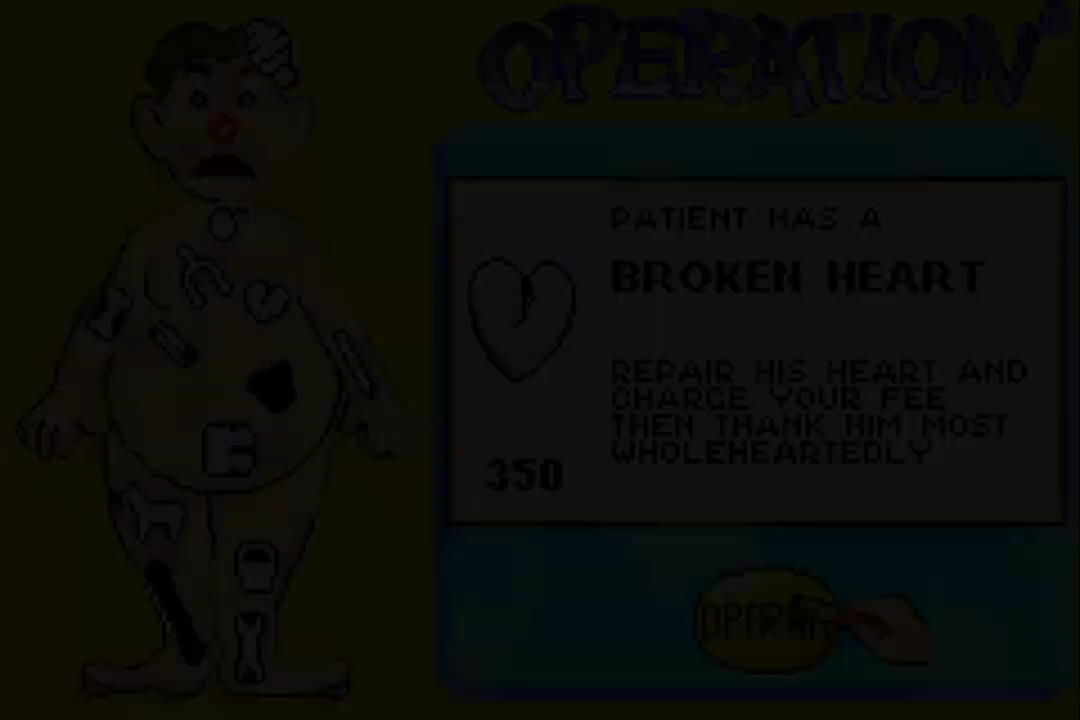 OPERATION
PATIENT HAS A
BROKEN HEART
REPAIR HIS HEART AND
CHARGE YOUR FEE
THEN THANK HIM MOST
WHOLEHEARTEDLY
350